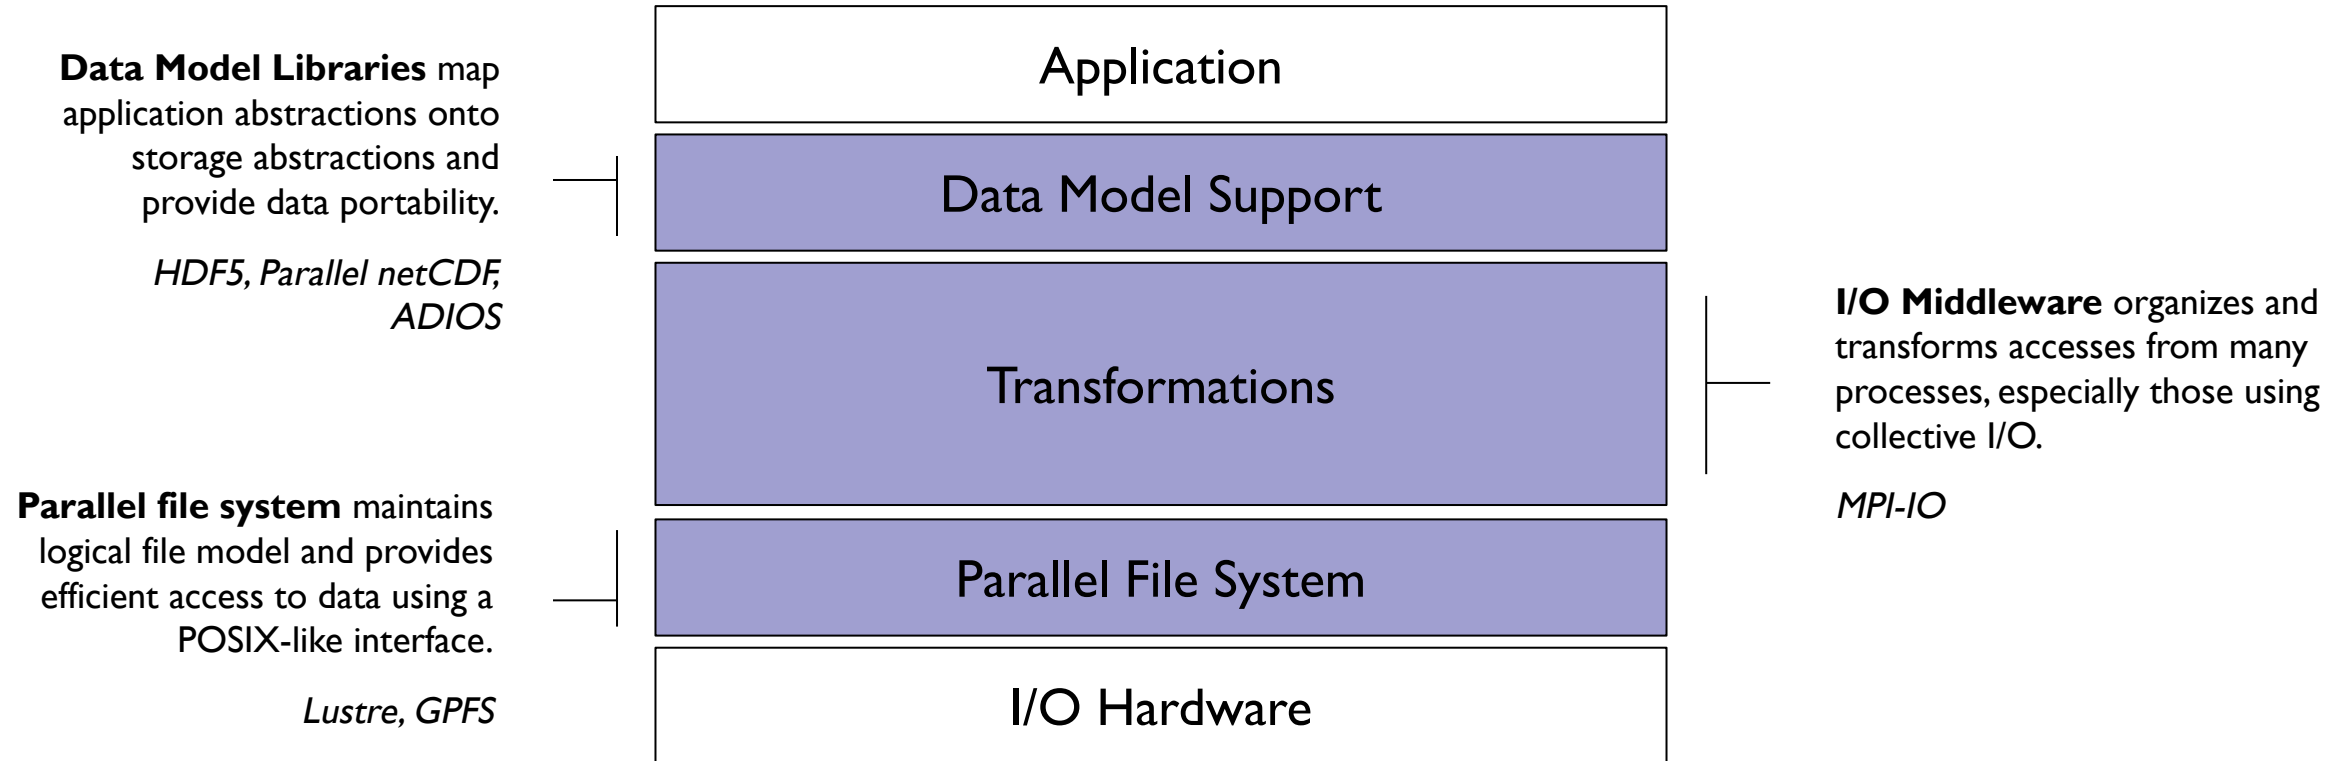 Data Model Libraries map
application abstractions onto
storage abstractions and
provide data portability.
HDF5, Parallel netCDF,
ADIOS
Parallel file system maintains
logical file model and provides
efficient access to data using a
POSIX-like interface.
Lustre, GPFS
Application
Data Model Support
Transformations
Parallel File System
I/O Hardware
I/O Middleware organizes and
transforms accesses from many
processes, especially those using
collective I/O.
MPI-IO